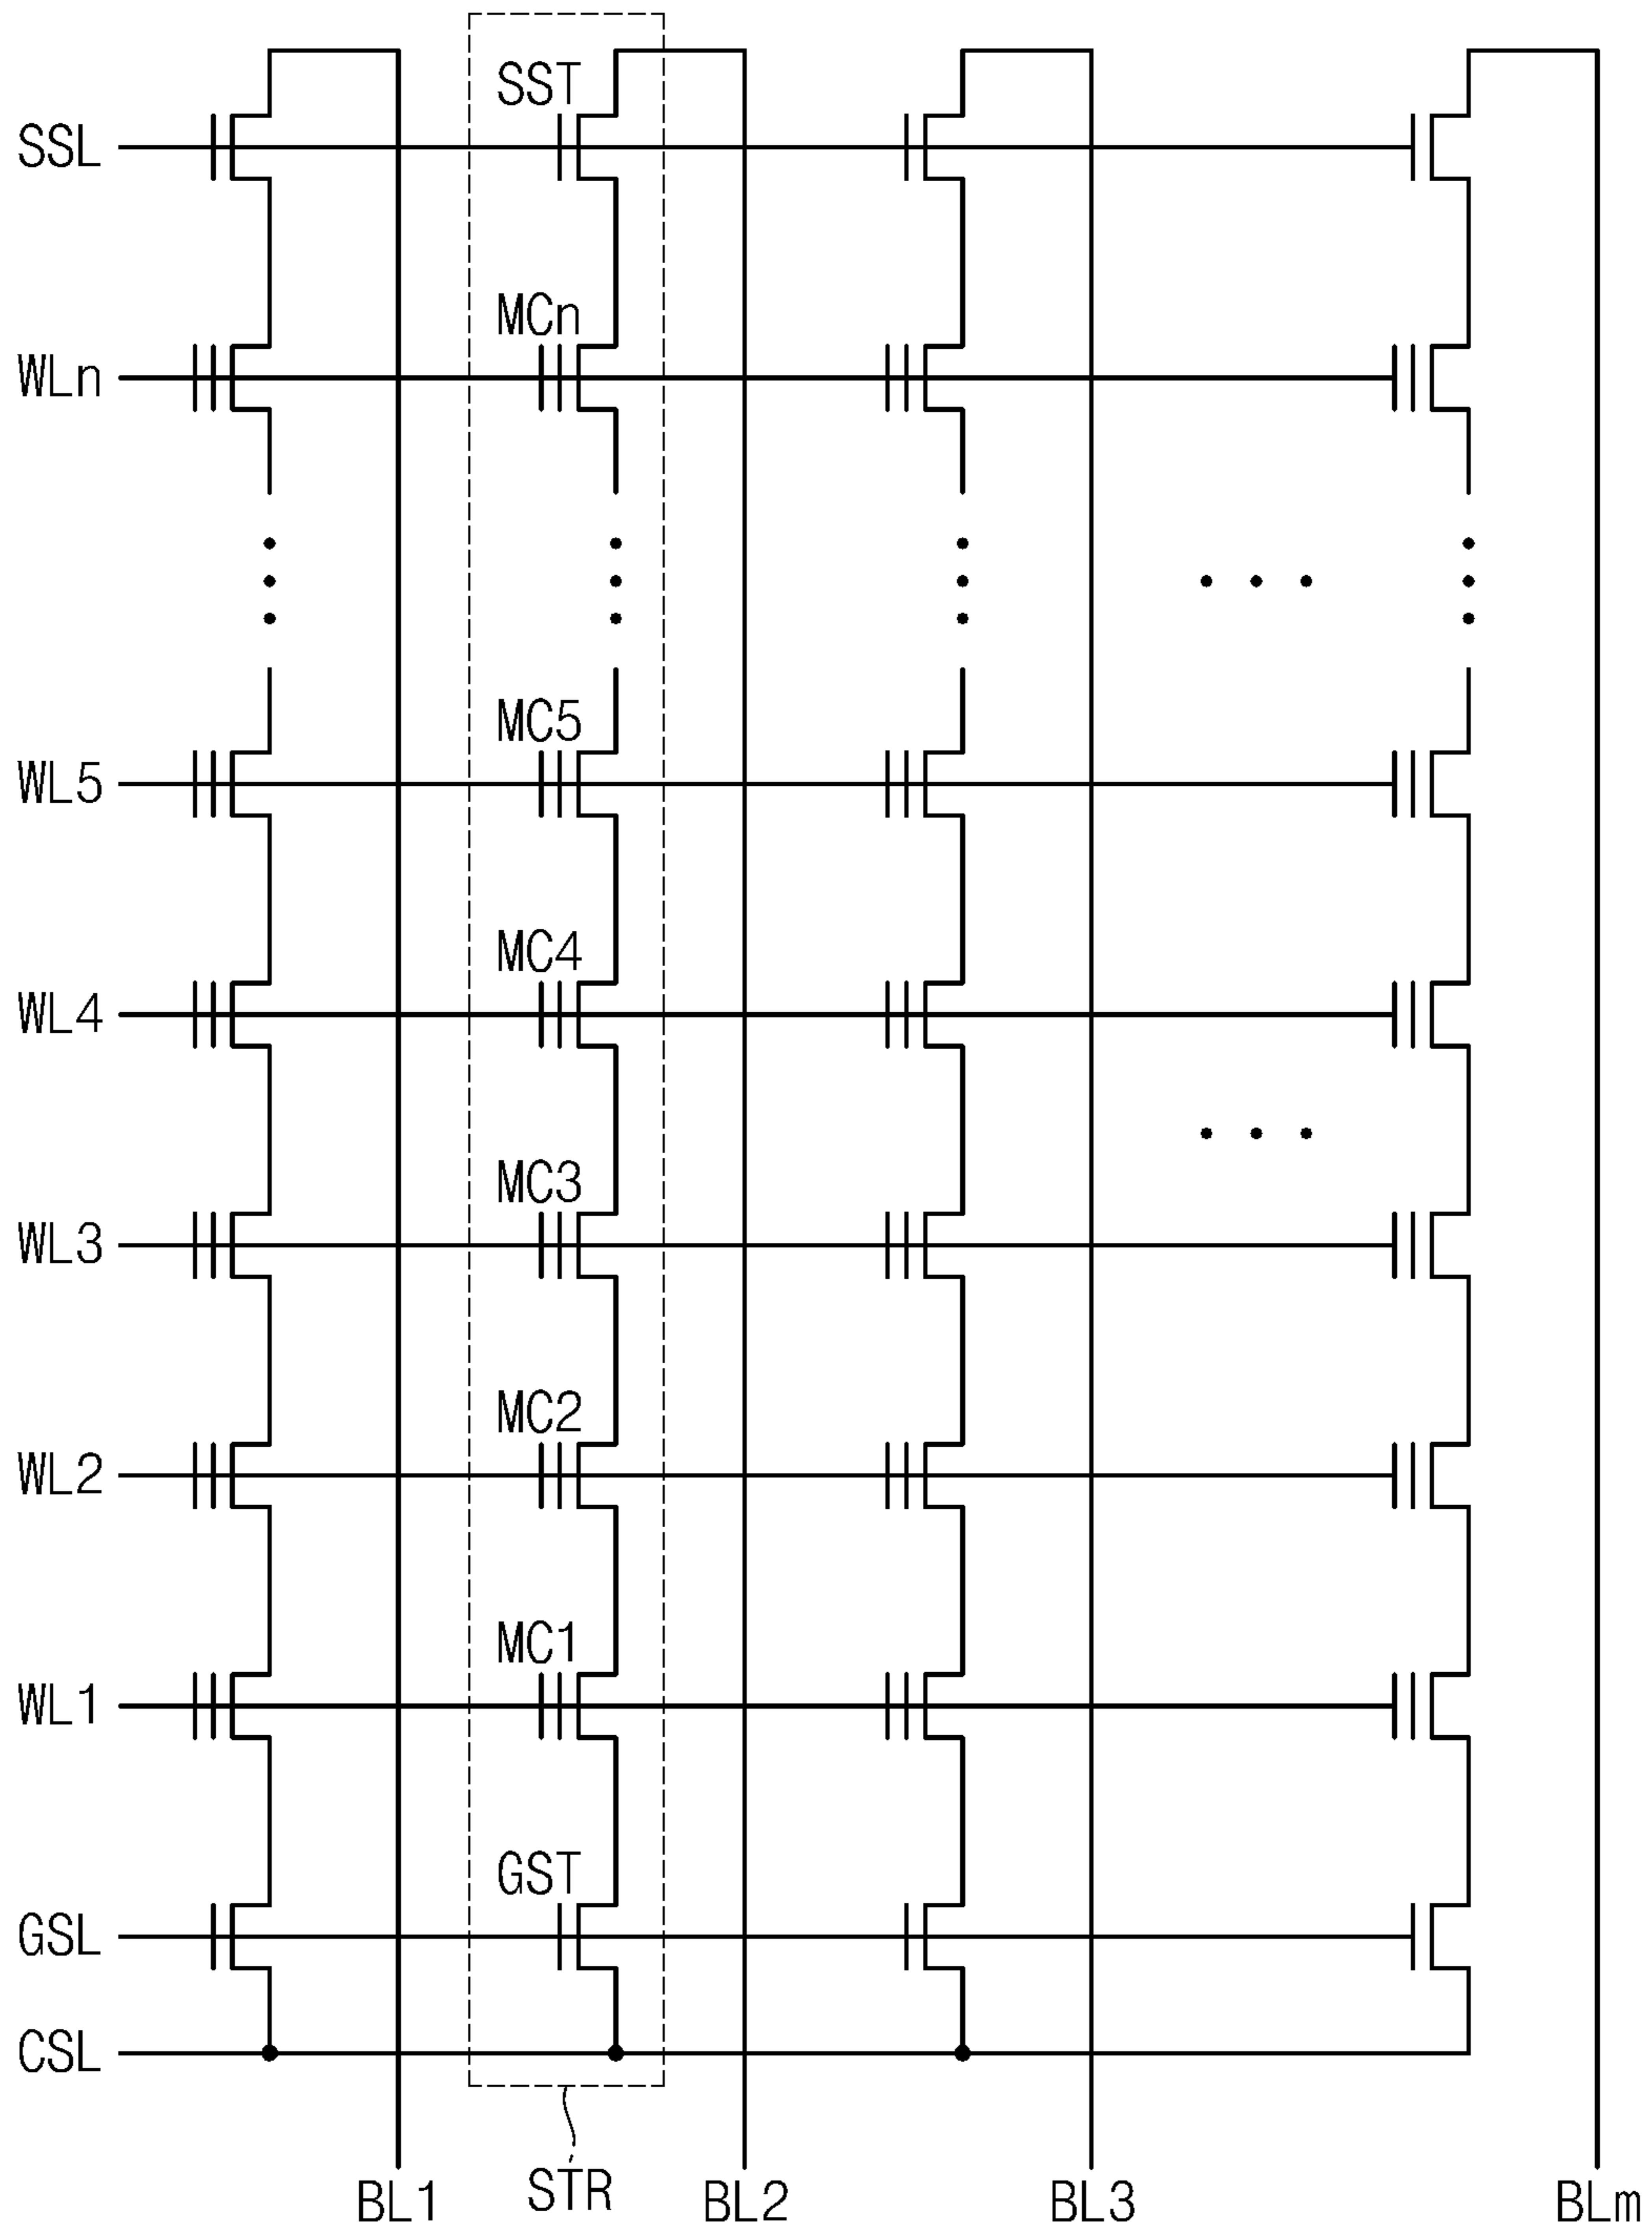 SST
SSL
MCn
WLn
MC5
WL5
MC4
WL4
MC3
WL3
MC2
WL2
MC1
WL1
GST
GSL
CSL
BL1 STR BL2 BL3 BLm